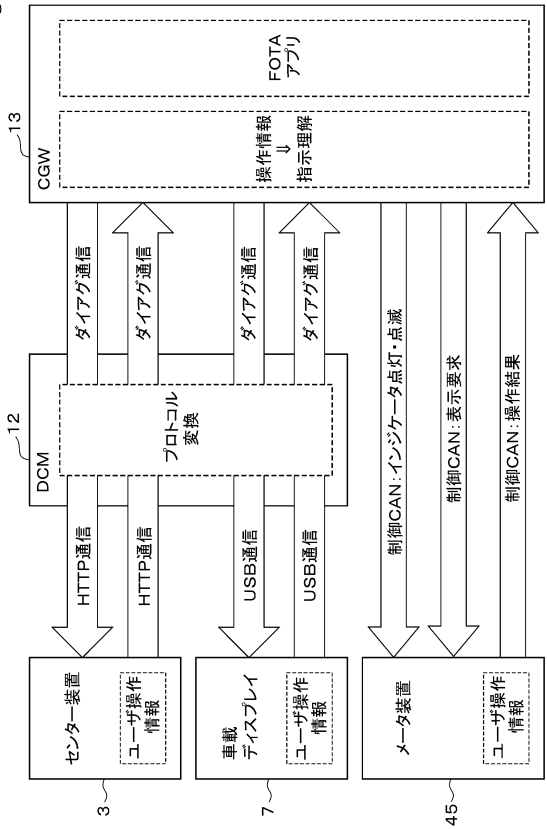 3
センター装置
ユーザ操作
情報
HTTP通信
HTTP通信
12
DCM
プロトコル
変換
ダイアグ通信
ダイアグ通信
13
CGW
操作情報
⇓
指示理解
FOTA
アプリ
7
車載
ディスプレイ
ユーザ操作
情報
USB通信
USB通信
ダイアグ通信
ダイアグ通信
45
メータ装置
ユーザ操作
情報
制御CAN:インジケータ点灯・点滅
制御CAN:表示要求
制御CAN:操作結果